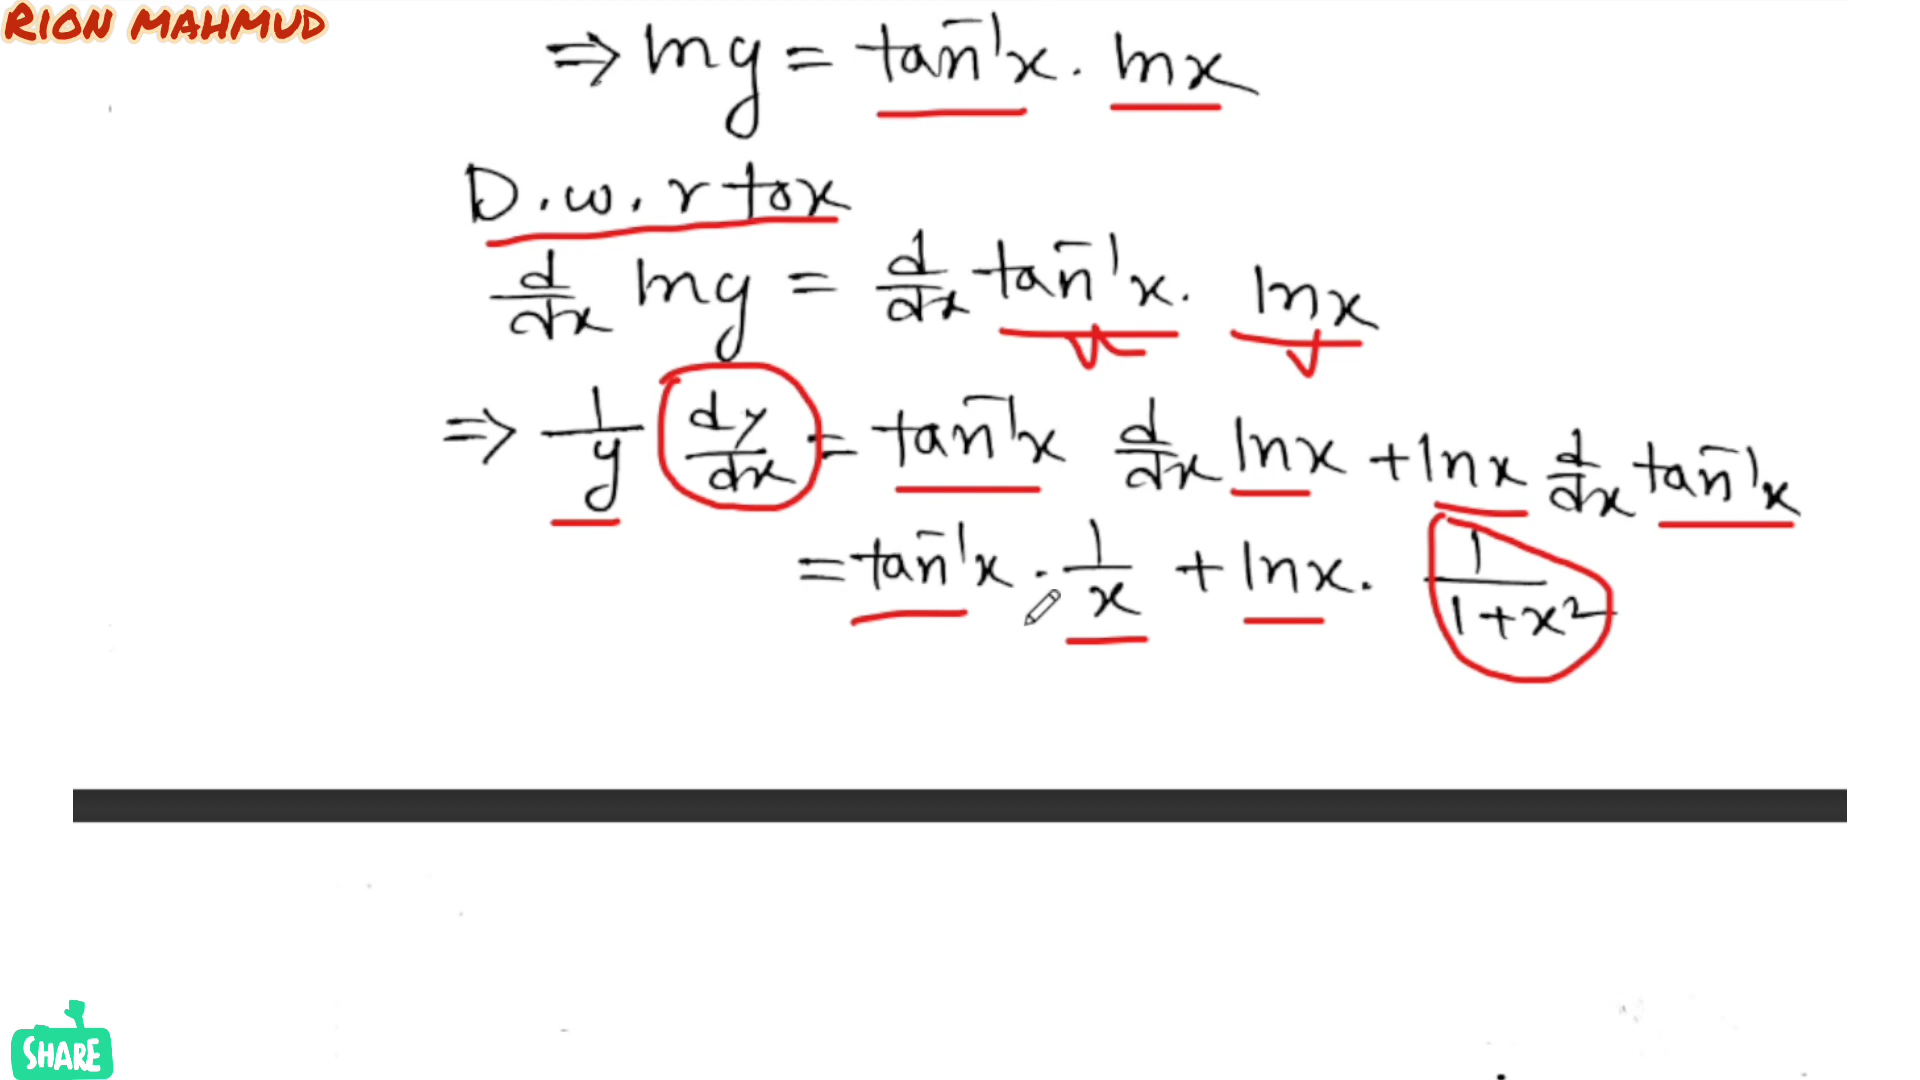 RION MAHMUD
⇒ lny = tan⁻¹x . lnx
D.w.r tox
d/dx lny = d/dx tan⁻¹x . lnx
⇒ 1/y dy/dx = tan⁻¹x d/dx lnx + lnx d/dx tan⁻¹x
= tan⁻¹x . 1/x + lnx . 1/1+x²
SHARE